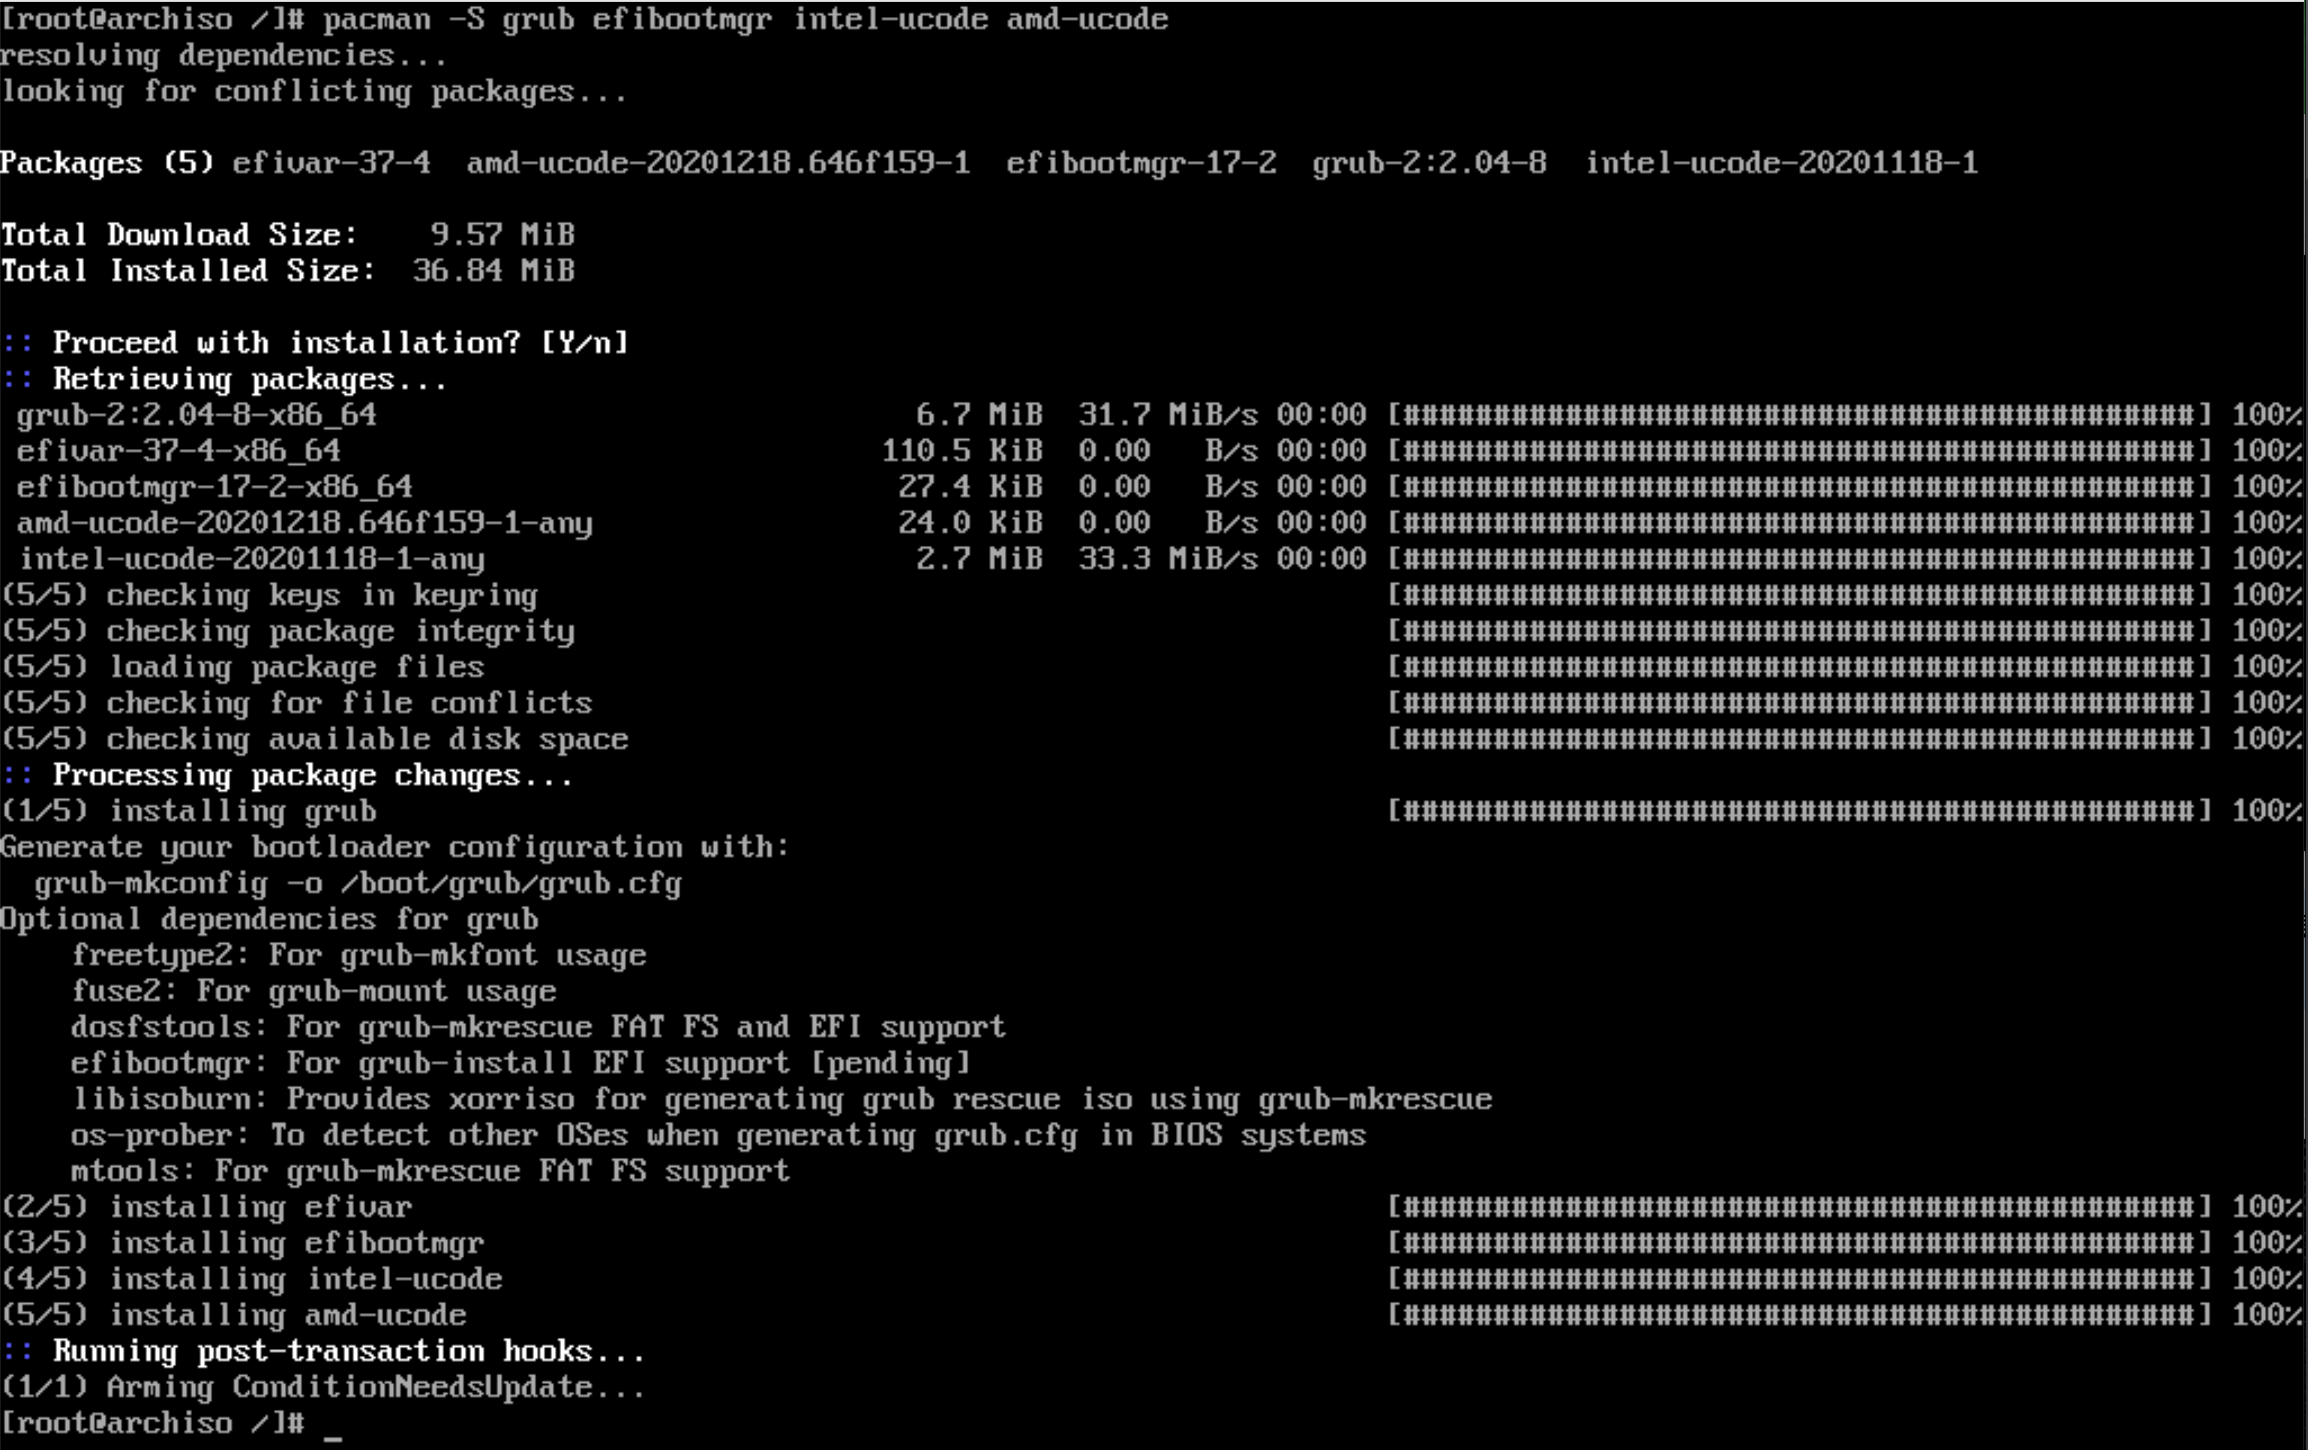 [root@archiso /]# pacman -S grub efibootmgr intel-ucode amd-ucode
resolving dependencies...
looking for conflicting packages...
Packages (5) efivar-37-4  amd-ucode-20201218.646f159-1  efibootmgr-17-2  grub-2:2.04-8  intel-ucode-20201118-1
Total Download Size:    9.57 MiB
Total Installed Size:  36.84 MiB
:: Proceed with installation? [Y/n]
:: Retrieving packages...
 grub-2:2.04-8-x86_64    6.7 MiB  31.7 MiB/s 00:00 [############################################] 100%
 efivar-37-4-x86_64    110.5 KiB  0.00   B/s 00:00 [############################################] 100%
 efibootmgr-17-2-x86_64    27.4 KiB  0.00   B/s 00:00 [############################################] 100%
 amd-ucode-20201218.646f159-1-any    24.0 KiB  0.00   B/s 00:00 [############################################] 100%
 intel-ucode-20201118-1-any    2.7 MiB  33.3 MiB/s 00:00 [############################################] 100%
(5/5) checking keys in keyring    [############################################] 100%
(5/5) checking package integrity    [############################################] 100%
(5/5) loading package files    [############################################] 100%
(5/5) checking for file conflicts    [############################################] 100%
(5/5) checking available disk space    [############################################] 100%
:: Processing package changes...
(1/5) installing grub    [############################################] 100%
Generate your bootloader configuration with:
  grub-mkconfig -o /boot/grub/grub.cfg
Optional dependencies for grub
    freetype2: For grub-mkfont usage
    fuse2: For grub-mount usage
    dosfstools: For grub-mkrescue FAT FS and EFI support
    efibootmgr: For grub-install EFI support [pending]
    libisoburn: Provides xorriso for generating grub rescue iso using grub-mkrescue
    os-prober: To detect other OSes when generating grub.cfg in BIOS systems
    mtools: For grub-mkrescue FAT FS support
(2/5) installing efivar    [############################################] 100%
(3/5) installing efibootmgr    [############################################] 100%
(4/5) installing intel-ucode    [############################################] 100%
(5/5) installing amd-ucode    [############################################] 100%
:: Running post-transaction hooks...
(1/1) Arming ConditionNeedsUpdate...
[root@archiso /]# _